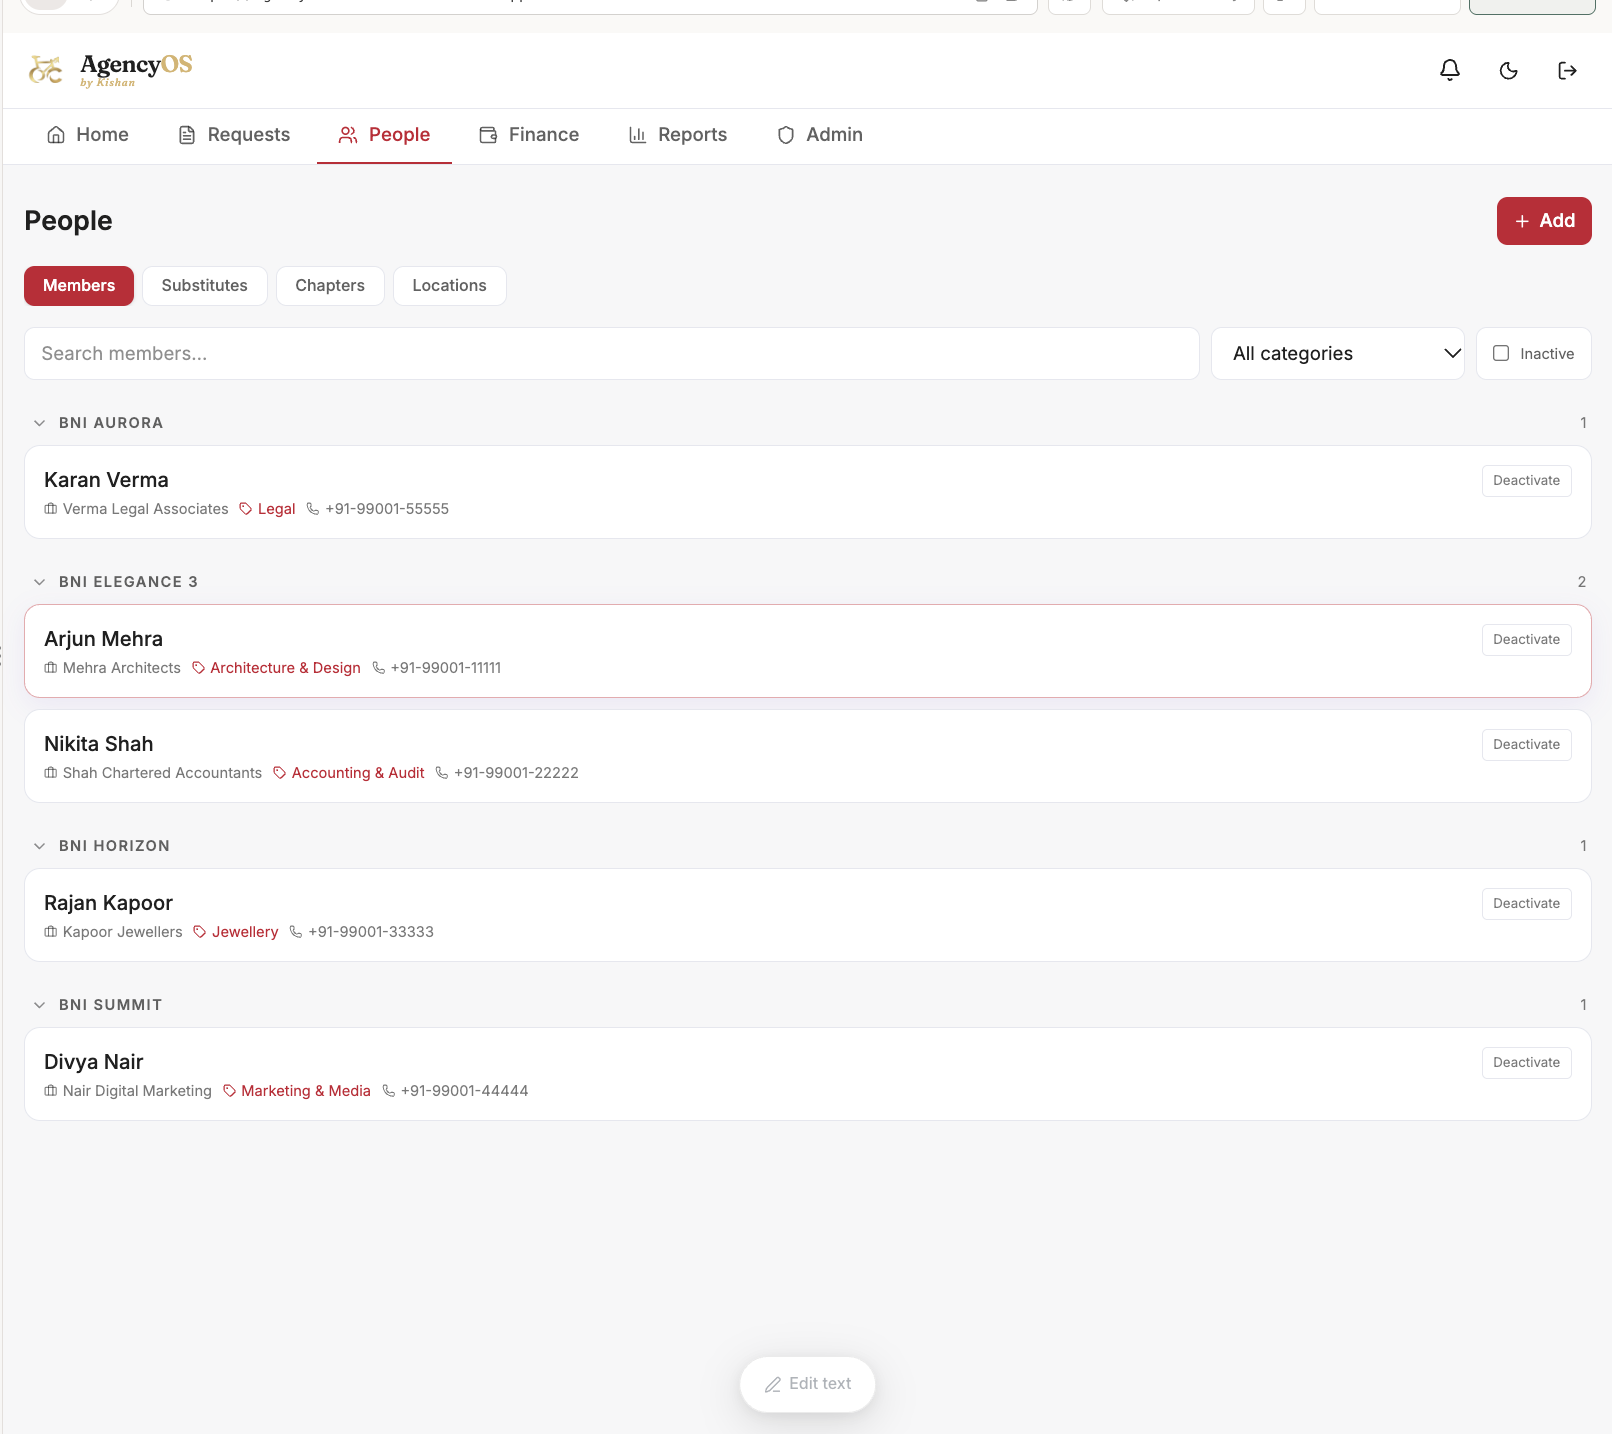 AgencyOS
by Kishan
Home Requests People Finance Reports Admin
People
+ Add
Members Substitutes Chapters Locations
Search members...
All categories
Inactive
BNI AURORA 1
Karan Verma
Deactivate
Verma Legal Associates Legal +91-99001-55555
BNI ELEGANCE 3 2
Arjun Mehra
Deactivate
Mehra Architects Architecture & Design +91-99001-11111
Nikita Shah
Deactivate
Shah Chartered Accountants Accounting & Audit +91-99001-22222
BNI HORIZON 1
Rajan Kapoor
Deactivate
Kapoor Jewellers Jewellery +91-99001-33333
BNI SUMMIT 1
Divya Nair
Deactivate
Nair Digital Marketing Marketing & Media +91-99001-44444
Edit text